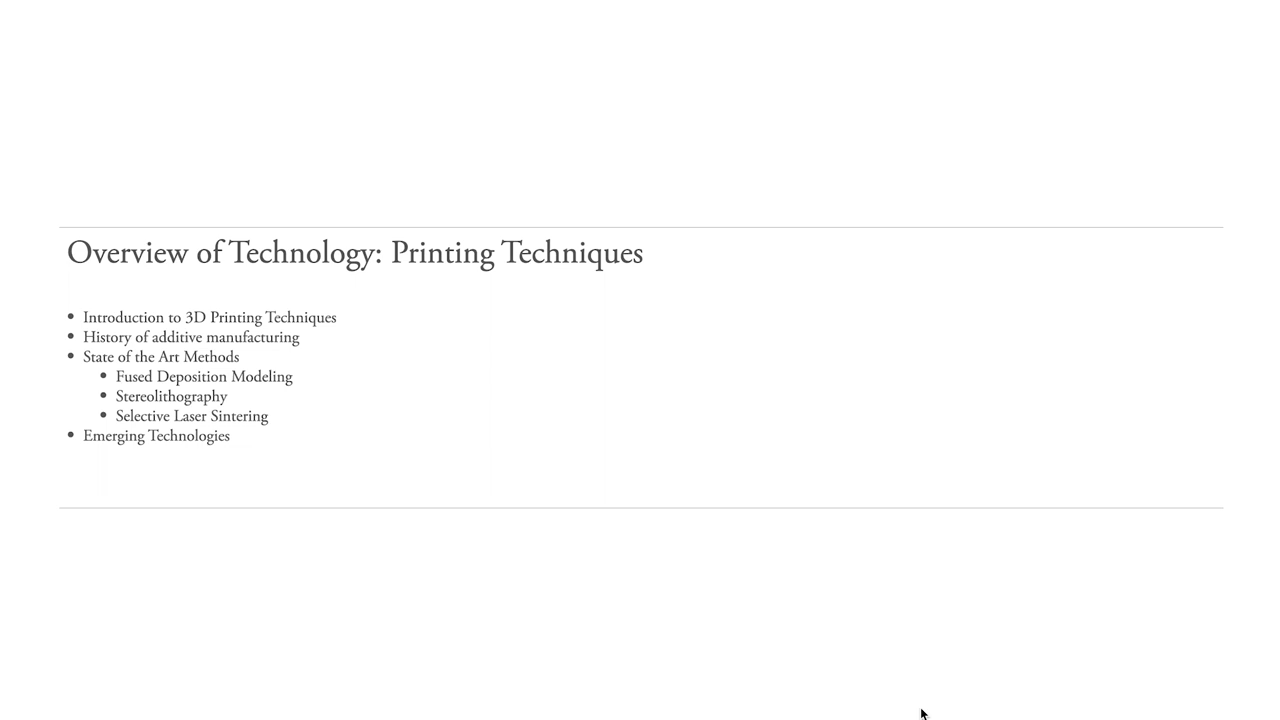 Overview of Technology: Printing Techniques
• Introduction to 3D Printing Techniques
• History of additive manufacturing
• State of the Art Methods
• Fused Deposition Modeling
• Stereolithography
• Selective Laser Sintering
• Emerging Technologies